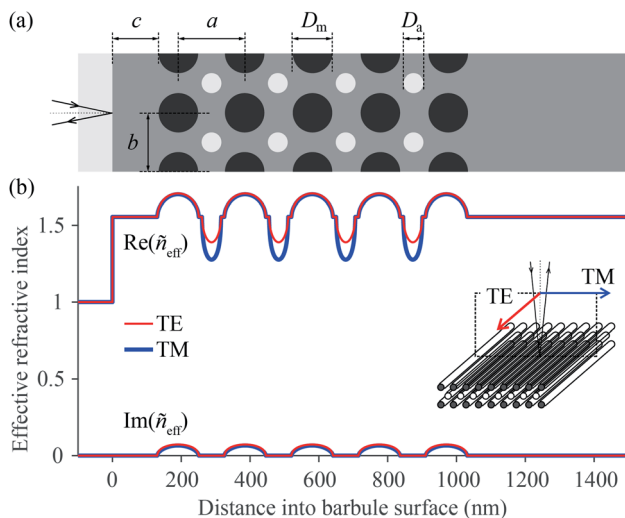 (a)
c
a
Dm
Da
b
(b)
Effective refractive index
1.5
1
0.5
0
Re(ñeff)
TE
TM
Im(ñeff)
TE
TM
0 200 400 600 800 1000 1200 1400
Distance into barbule surface (nm)